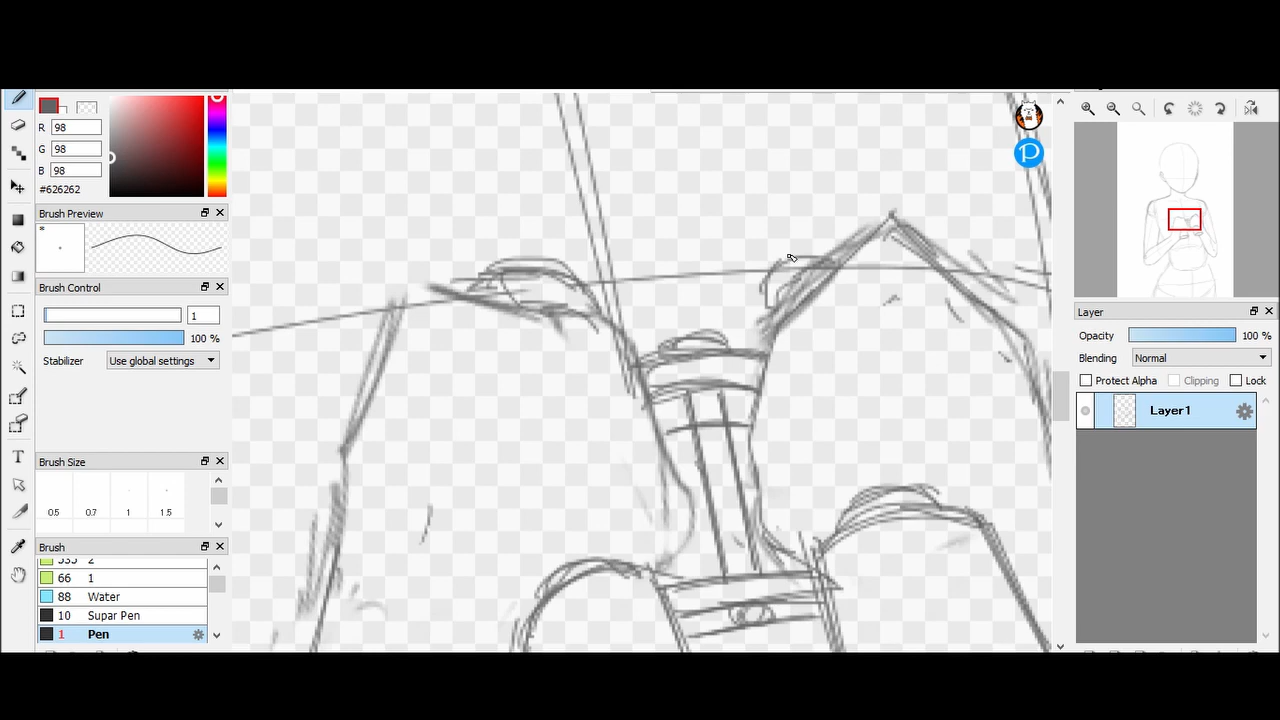 R 98
G 98
B 98
#626262
Brush Preview
*
Brush Control
1
100 %
Stabilizer Use global settings
Brush Size
0.5 0.7 1 1.5
Brush
535 2
66 1
88 Water
10 Supar Pen
1 Pen
P
Layer
Opacity 100 %
Blending Normal
Protect Alpha Clipping Lock
Layer1